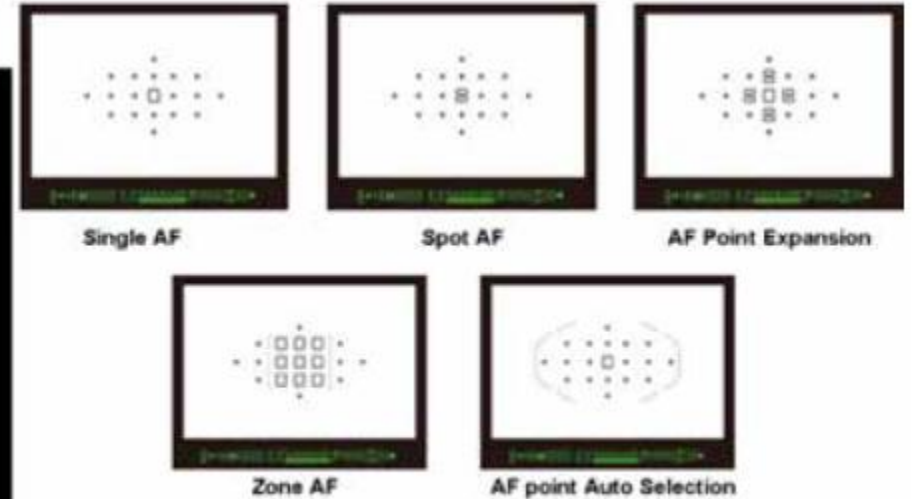 Single AF
Spot AF
AF Point Expansion
Zone AF
AF point Auto Selection